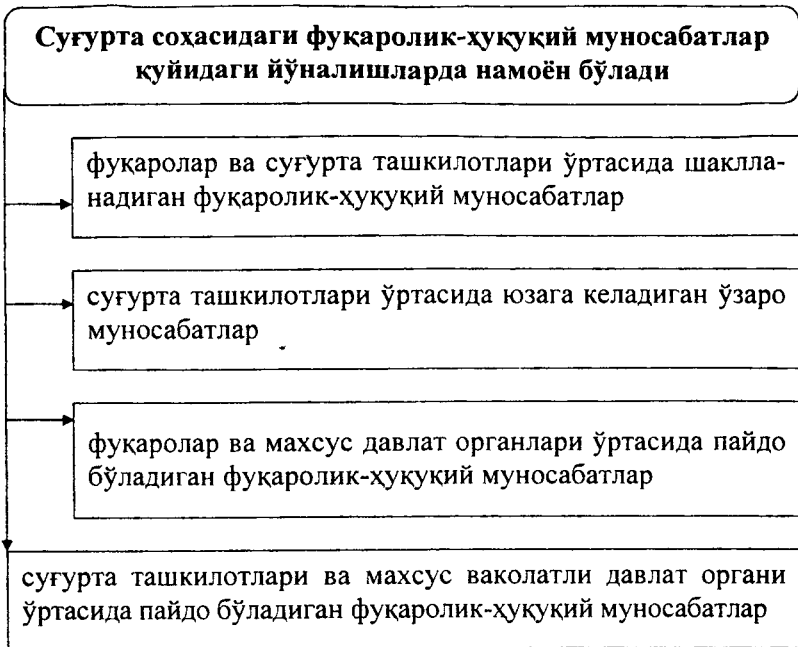 Суғурта соҳасидаги фуқаролик-ҳуқуқий муносабатлар
қуйидаги йўналишларда намоён бўлади
фуқаролар ва суғурта ташкилотлари ўртасида шаклла-
надиган фуқаролик-ҳуқуқий муносабатлар
суғурта ташкилотлари ўртасида юзага келадиган ўзаро
муносабатлар
фуқаролар ва махсус давлат органлари ўртасида пайдо
бўладиган фуқаролик-ҳуқуқий муносабатлар
суғурта ташкилотлари ва махсус ваколатли давлат органи
ўртасида пайдо бўладиган фуқаролик-ҳуқуқий муносабатлар